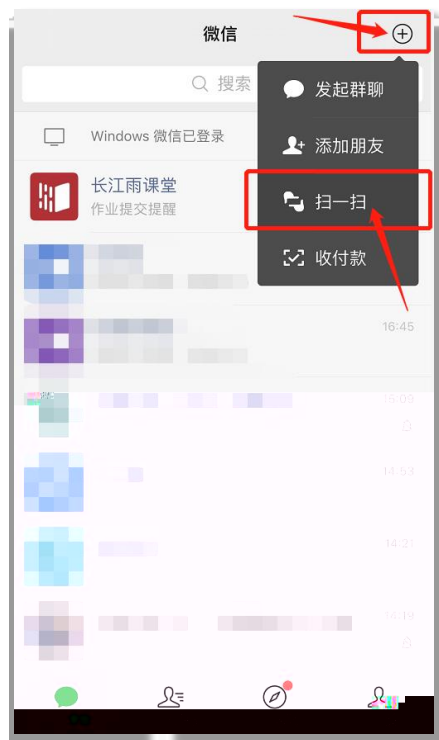 微信
搜索
发起群聊
Windows 微信已登录
添加朋友
长江雨课堂
作业提交提醒
扫一扫
收付款
16:45
15:09
14:53
14:21
14:19